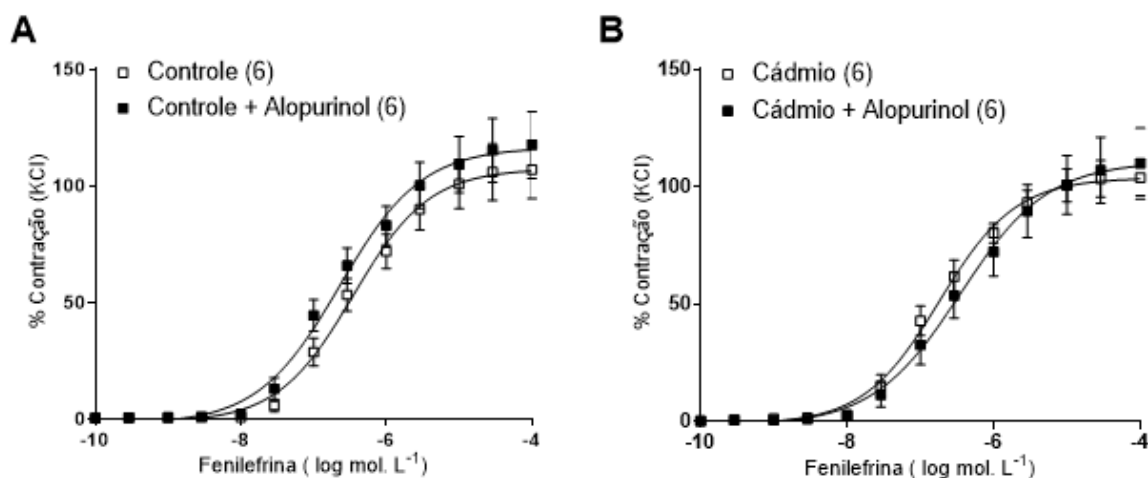 A
Controle (6)
Controle + Alopurinol (6)
150
100
50
0
% Contração (KCl)
-10
-8
-6
-4
Fenilefrina ( log mol. L⁻¹)
B
Cádmio (6)
Cádmio + Alopurinol (6)
150
100
50
0
% Contração (KCl)
-10
-8
-6
-4
Fenilefrina ( log mol. L⁻¹)